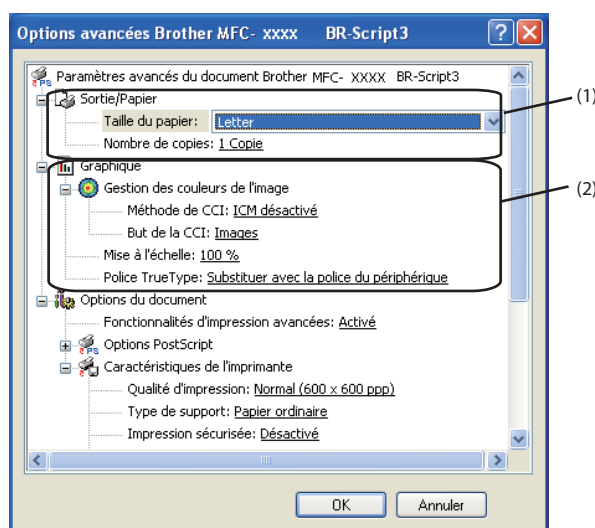 Options avancées Brother MFC- xxxx BR-Script3
Paramètres avancés du document Brother MFC- XXXX BR-Script3
Sortie/Papier
(1)
Taille du papier: Letter
Nombre de copies: 1 Copie
Graphique
Gestion des couleurs de l'image
(2)
Méthode de CCI: ICM désactivé
But de la CCI: Images
Mise à l'échelle: 100 %
Police TrueType: Substituer avec la police du périphérique
Options du document
Fonctionnalités d'impression avancées: Activé
Options PostScript
Caractéristiques de l'imprimante
Qualité d'impression: Normal (600 x 600 ppp)
Type de support: Papier ordinaire
Impression sécurisée: Désactivé
OK Annuler